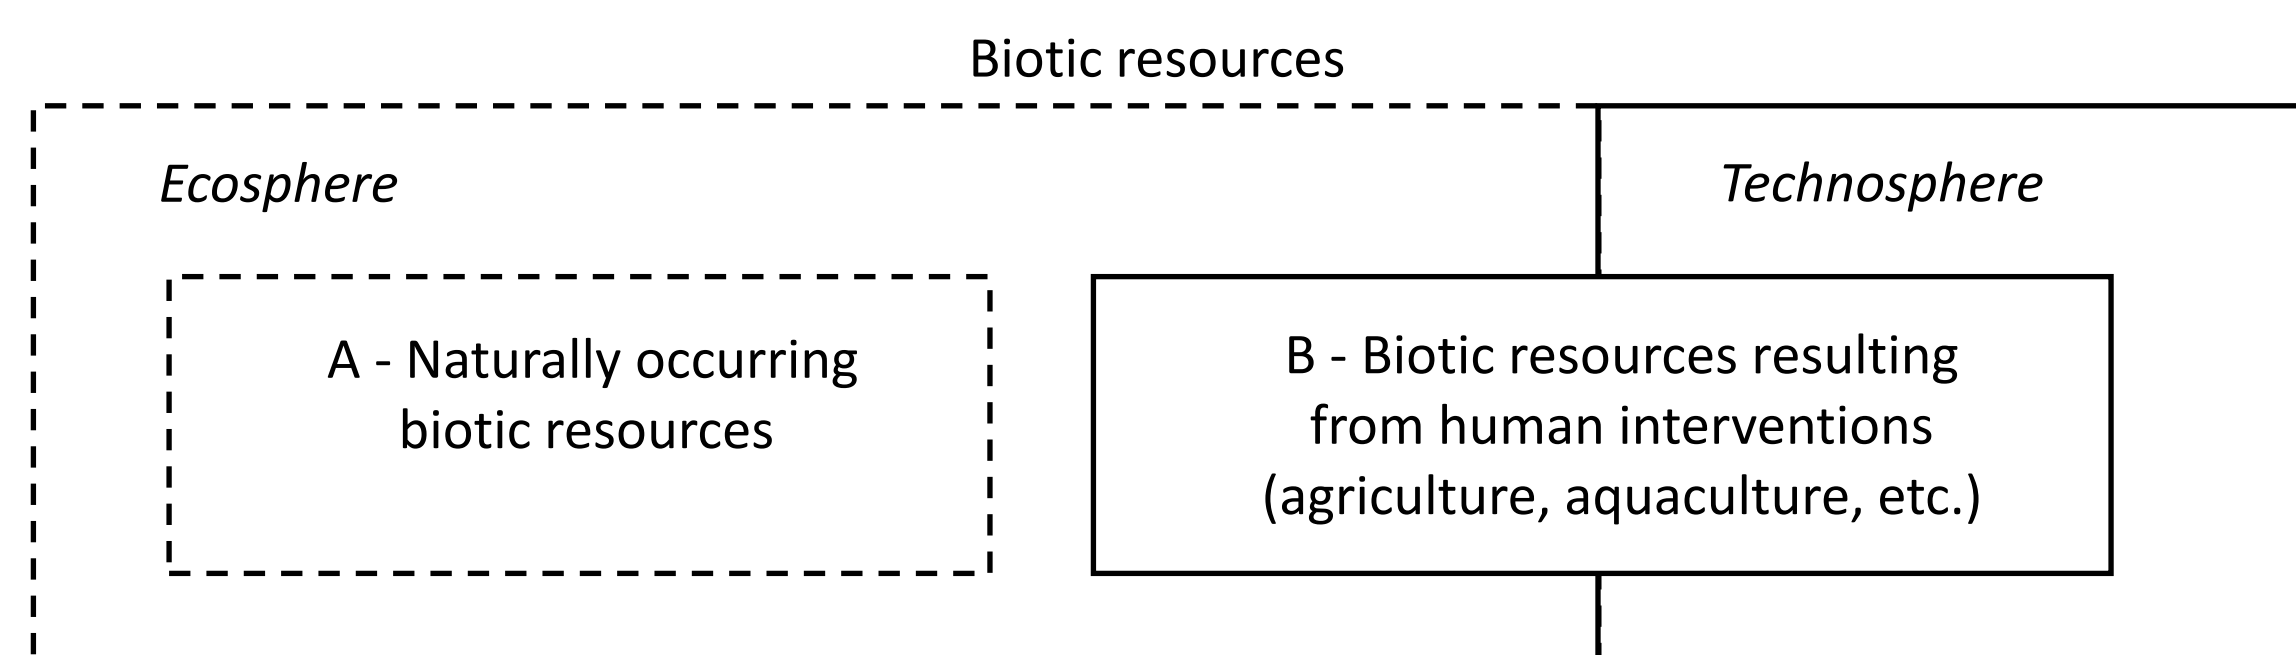 Biotic resources
Ecosphere
Technosphere
A - Naturally occurring
biotic resources
B - Biotic resources resulting
from human interventions
(agriculture, aquaculture, etc.)